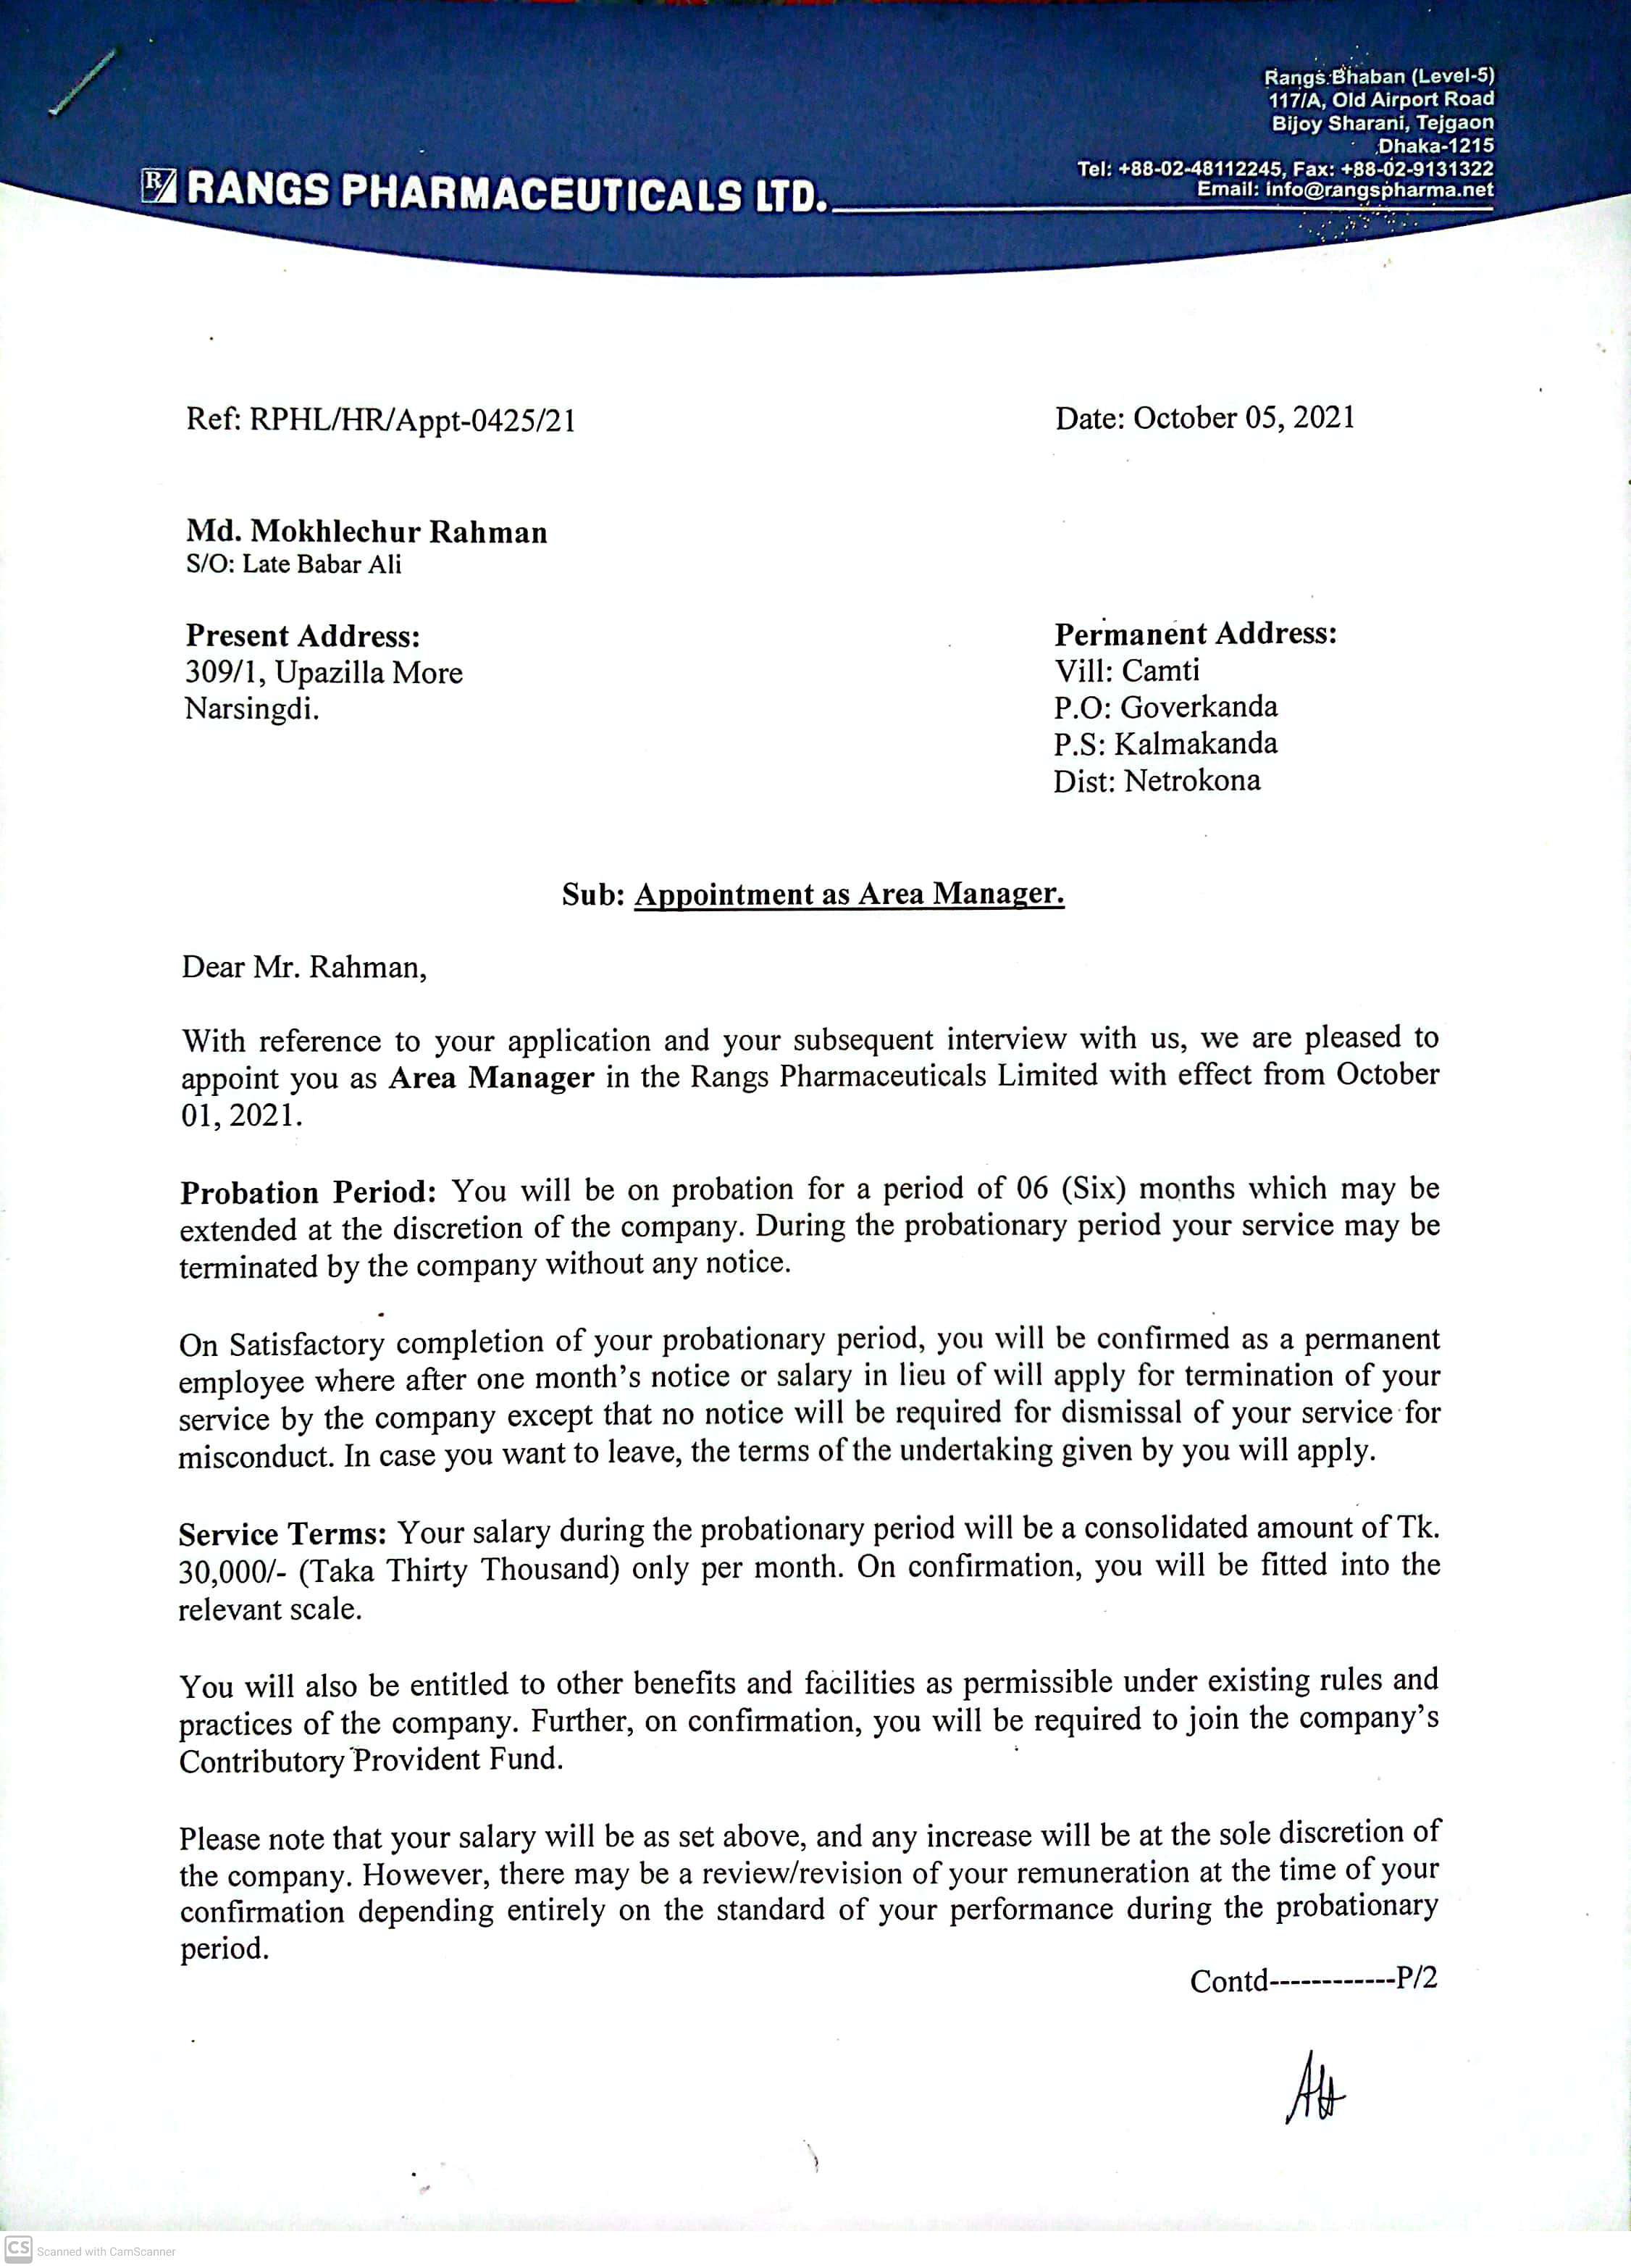 Rangs Bhaban (Level-5)
117/A, Old Airport Road
Bijoy Sharani, Tejgaon
Dhaka-1215
Tel: +88-02-48112245, Fax: +88-02-9131322
Email: info@rangspharma.net
RANGS PHARMACEUTICALS LTD.
Ref: RPHL/HR/Appt-0425/21
Date: October 05, 2021
Md. Mokhlechur Rahman
S/O: Late Babar Ali
Present Address:
309/1, Upazilla More
Narsingdi.
Permanent Address:
Vill: Camti
P.O: Goverkanda
P.S: Kalmakanda
Dist: Netrokona
Sub: Appointment as Area Manager.
Dear Mr. Rahman,
With reference to your application and your subsequent interview with us, we are pleased to
appoint you as Area Manager in the Rangs Pharmaceuticals Limited with effect from October
01, 2021.
Probation Period: You will be on probation for a period of 06 (Six) months which may be
extended at the discretion of the company. During the probationary period your service may be
terminated by the company without any notice.
On Satisfactory completion of your probationary period, you will be confirmed as a permanent
employee where after one month's notice or salary in lieu of will apply for termination of your
service by the company except that no notice will be required for dismissal of your service for
misconduct. In case you want to leave, the terms of the undertaking given by you will apply.
Service Terms: Your salary during the probationary period will be a consolidated amount of Tk.
30,000/- (Taka Thirty Thousand) only per month. On confirmation, you will be fitted into the
relevant scale.
You will also be entitled to other benefits and facilities as permissible under existing rules and
practices of the company. Further, on confirmation, you will be required to join the company's
Contributory Provident Fund.
Please note that your salary will be as set above, and any increase will be at the sole discretion of
the company. However, there may be a review/revision of your remuneration at the time of your
confirmation depending entirely on the standard of your performance during the probationary
period.
Contd------------P/2
CS Scanned with CamScanner